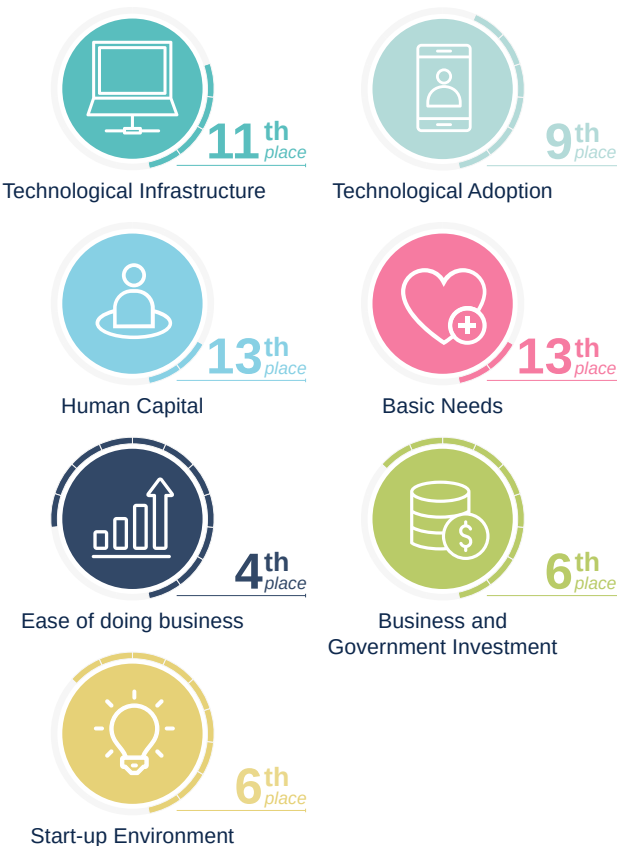 11th
place
Technological Infrastructure
9th
place
Technological Adoption
13th
place
Human Capital
13th
place
Basic Needs
4th
place
Ease of doing business
$
6th
place
Business and
Government Investment
6th
place
Start-up Environment